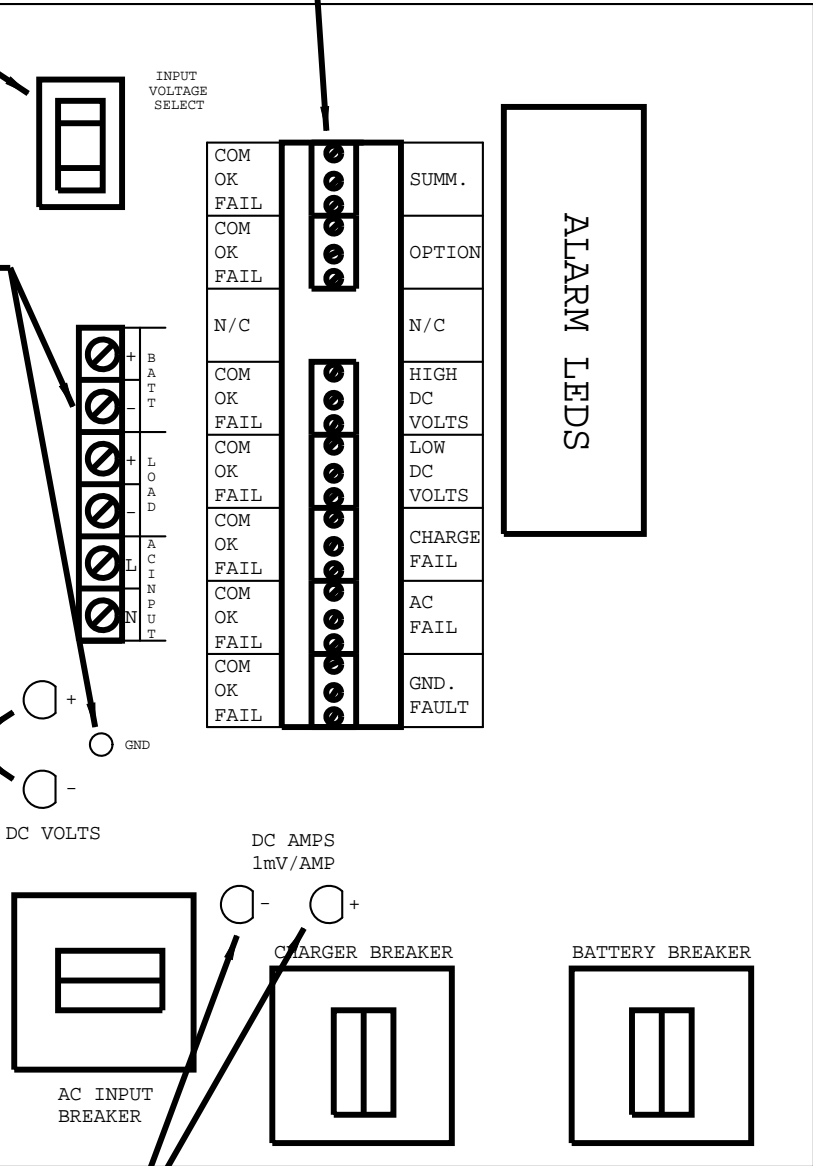 INPUT
VOLTAGE
SELECT
COM
OK
FAIL
SUMM.
COM
OK
FAIL
OPTION
N/C
N/C
COM
OK
FAIL
HIGH
DC
VOLTS
COM
OK
FAIL
LOW
DC
VOLTS
COM
OK
FAIL
CHARGE
FAIL
COM
OK
FAIL
AC
FAIL
COM
OK
FAIL
GND.
FAULT
ALARM LEDS
+
-
BATT
+
-
LOAD
L
N
ACINPUT
+
GND
-
DC VOLTS
DC AMPS
1mV/AMP
-
+
CHARGER BREAKER
BATTERY BREAKER
AC INPUT
BREAKER